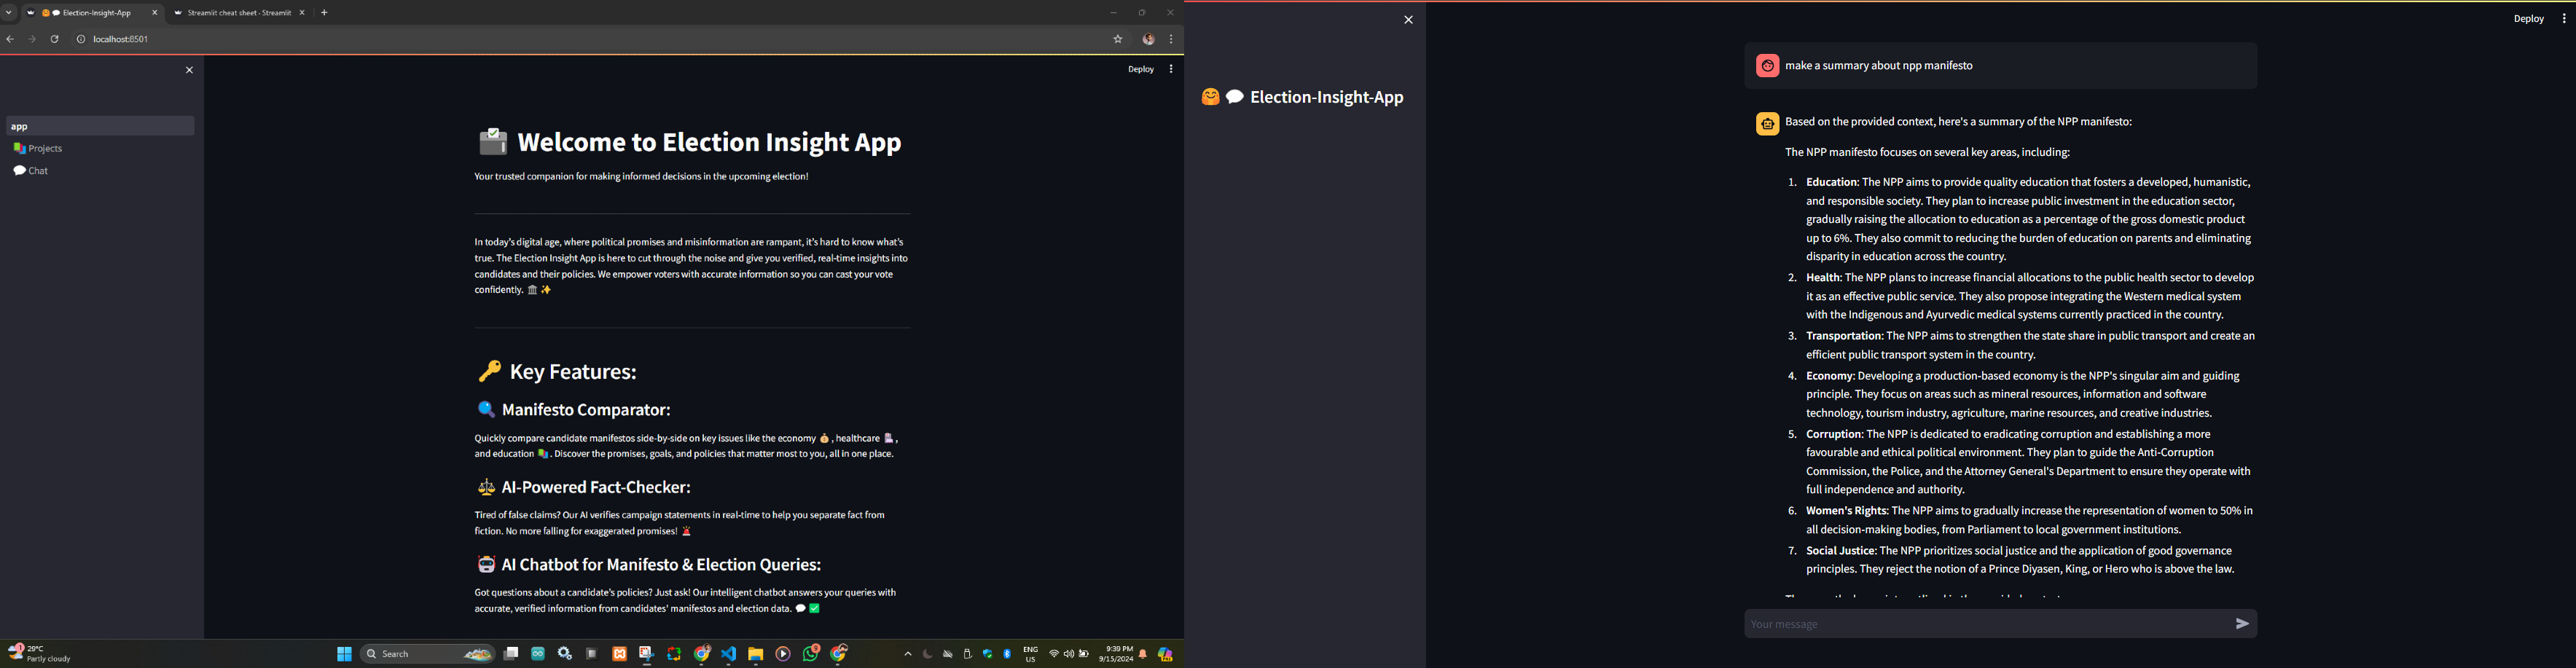 Election-Insight-App
Streamlit cheat sheet - Streamlit
localhost:8501
Deploy
app
Projects
Chat
Welcome to Election Insight App
Your trusted companion for making informed decisions in the upcoming election!
In today's digital age, where political promises and misinformation are rampant, it's hard to know what's
true. The Election Insight App is here to cut through the noise and give you verified, real-time insights into
candidates and their policies. We empower voters with accurate information so you can cast your vote
confidently.
Key Features:
Manifesto Comparator:
Quickly compare candidate manifestos side-by-side on key issues like the economy , healthcare ,
and education . Discover the promises, goals, and policies that matter most to you, all in one place.
AI-Powered Fact-Checker:
Tired of false claims? Our AI verifies campaign statements in real-time to help you separate fact from
fiction. No more falling for exaggerated promises!
AI Chatbot for Manifesto & Election Queries:
Got questions about a candidate's policies? Just ask! Our intelligent chatbot answers your queries with
accurate, verified information from candidates' manifestos and election data.
29°C
Partly cloudy
Search
ENG
US
9:39 PM
9/15/2024
Deploy
Election-Insight-App
make a summary about npp manifesto
Based on the provided context, here's a summary of the NPP manifesto:
The NPP manifesto focuses on several key areas, including:
1. Education: The NPP aims to provide quality education that fosters a developed, humanistic,
and responsible society. They plan to increase public investment in the education sector,
gradually raising the allocation to education as a percentage of the gross domestic product
up to 6%. They also commit to reducing the burden of education on parents and eliminating
disparity in education across the country.
2. Health: The NPP plans to increase financial allocations to the public health sector to develop
it as an effective public service. They also propose integrating the Western medical system
with the Indigenous and Ayurvedic medical systems currently practiced in the country.
3. Transportation: The NPP aims to strengthen the state share in public transport and create an
efficient public transport system in the country.
4. Economy: Developing a production-based economy is the NPP's singular aim and guiding
principle. They focus on areas such as mineral resources, information and software
technology, tourism industry, agriculture, marine resources, and creative industries.
5. Corruption: The NPP is dedicated to eradicating corruption and establishing a more
favourable and ethical political environment. They plan to guide the Anti-Corruption
Commission, the Police, and the Attorney General's Department to ensure they operate with
full independence and authority.
6. Women's Rights: The NPP aims to gradually increase the representation of women to 50% in
all decision-making bodies, from Parliament to local government institutions.
7. Social Justice: The NPP prioritizes social justice and the application of good governance
principles. They reject the notion of a Prince Diyasen, King, or Hero who is above the law.
Your message